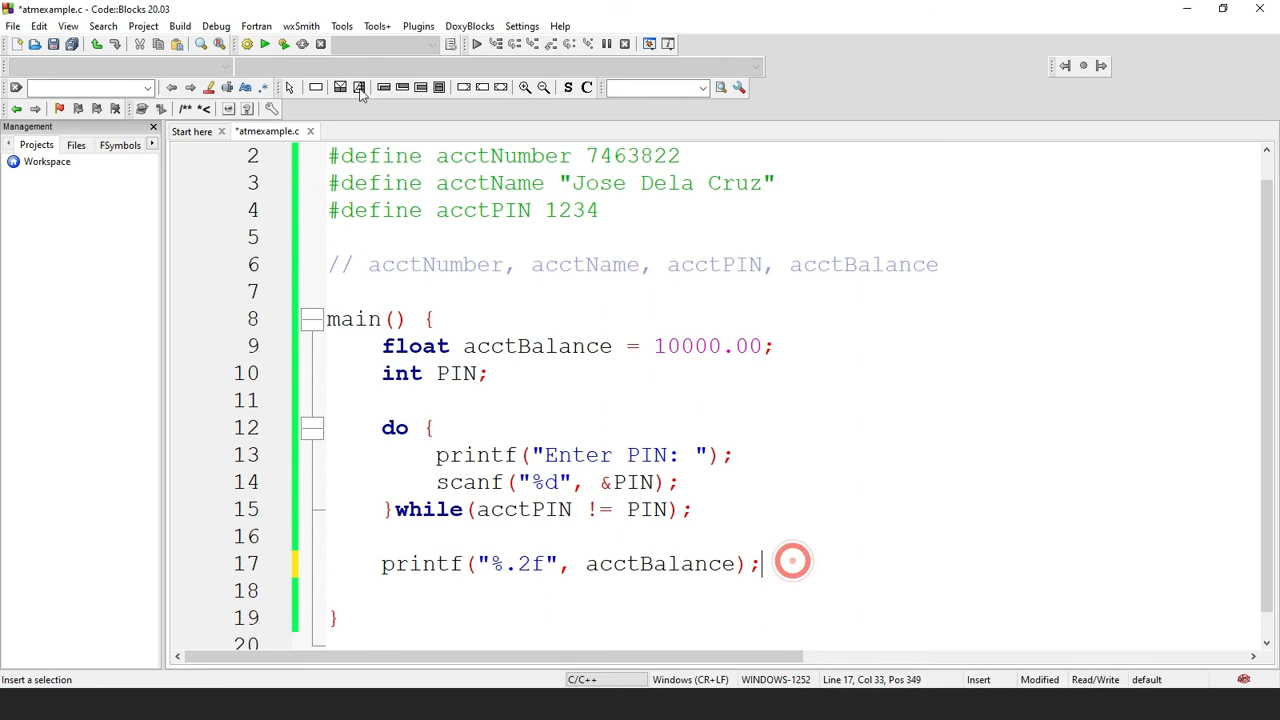 *atmexample.c - Code::Blocks 20.03
File Edit View Search Project Build Debug Fortran wxSmith Tools Tools+ Plugins DoxyBlocks Settings Help
S C
/** *<
Management
Start here *atmexample.c
Projects Files FSymbols
Workspace
2 #define acctNumber 7463822
3 #define acctName "Jose Dela Cruz"
4 #define acctPIN 1234
5
6 // acctNumber, acctName, acctPIN, acctBalance
7
8 main() {
9 float acctBalance = 10000.00;
10 int PIN;
11
12 do {
13 printf("Enter PIN: ");
14 scanf("%d", &PIN);
15 }while(acctPIN != PIN);
16
17 printf("%.2f", acctBalance);
18
19 }
20
Insert a selection C/C++ Windows (CR+LF) WINDOWS-1252 Line 17, Col 33, Pos 349 Insert Modified Read/Write default